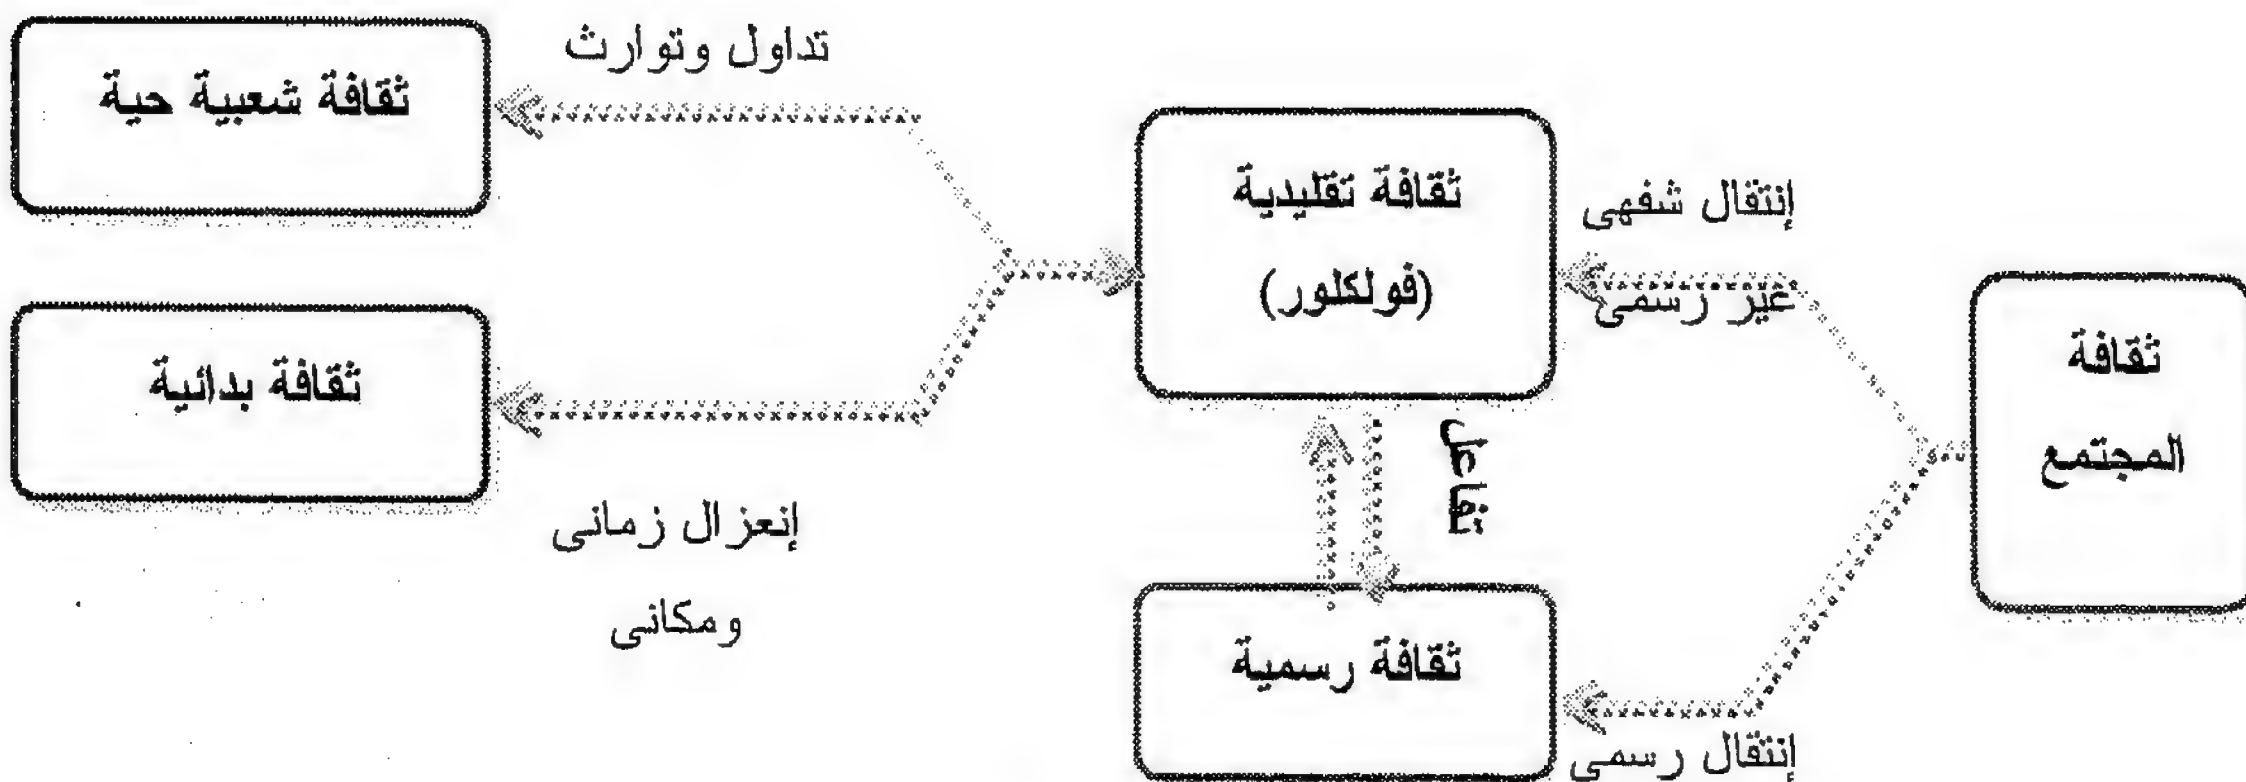 ثقافة
المجتمع
إنتقال شفهى
غير رسمى
إنتقال رسمى
ثقافة تقليدية
(فولكلور)
تفاعل
ثقافة رسمية
تداول وتوارث
ثقافة شعبية حية
ثقافة بدائية
إنعزال زمانى
ومكانى